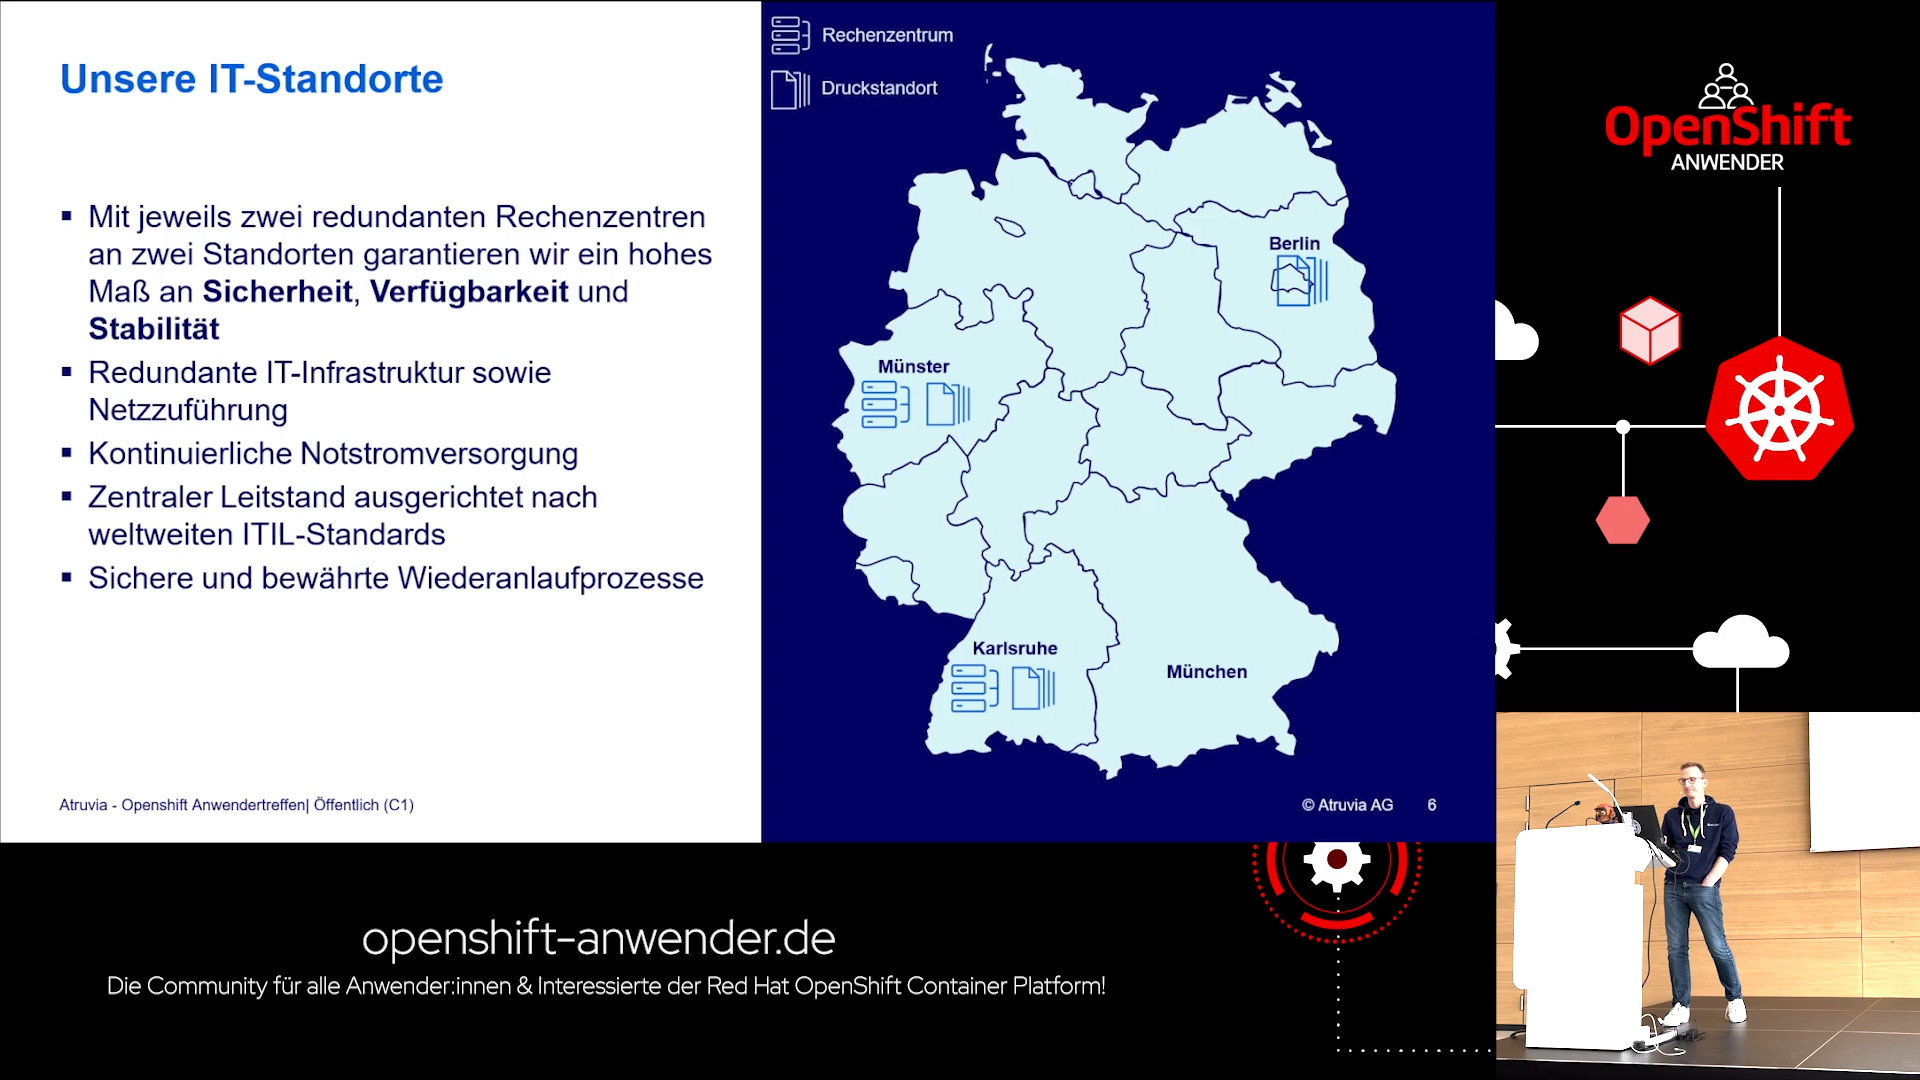 Unsere IT-Standorte
Mit jeweils zwei redundanten Rechenzentren
an zwei Standorten garantieren wir ein hohes
Maß an Sicherheit, Verfügbarkeit und
Stabilität
Redundante IT-Infrastruktur sowie
Netzzuführung
Kontinuierliche Notstromversorgung
Zentraler Leitstand ausgerichtet nach
weltweiten ITIL-Standards
Sichere und bewährte Wiederanlaufprozesse
Atruvia - Openshift Anwendertreffen| Öffentlich (C1)
Rechenzentrum
Druckstandort
Berlin
Münster
Karlsruhe
München
© Atruvia AG 6
OpenShift
ANWENDER
openshift-anwender.de
Die Community für alle Anwender:innen & Interessierte der Red Hat OpenShift Container Platform!